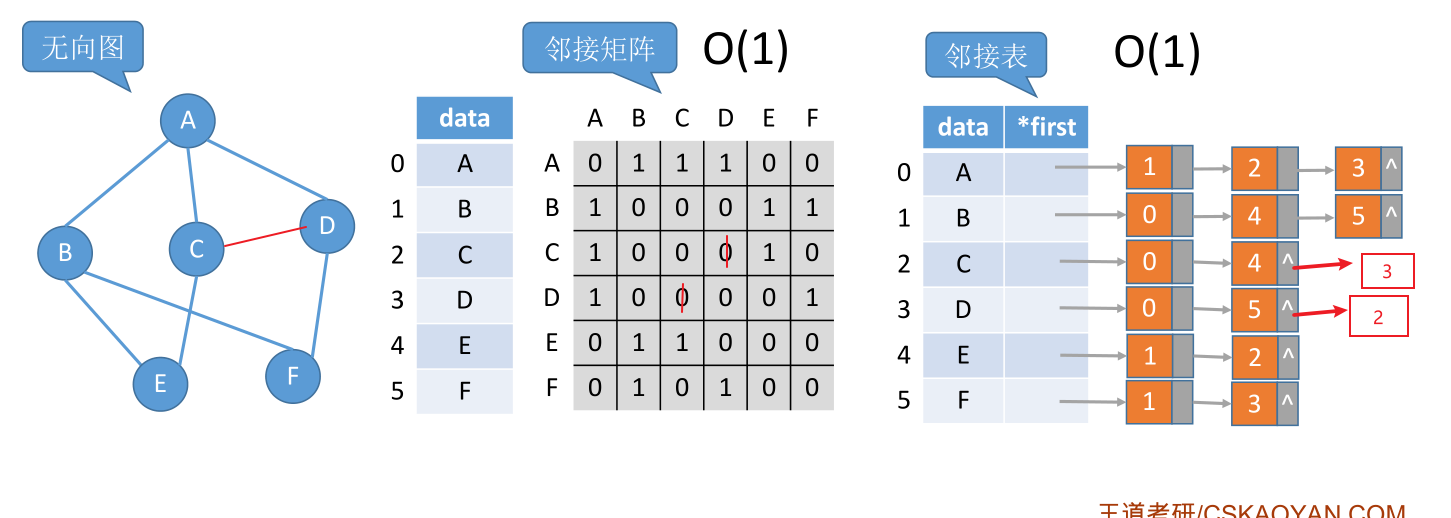 无向图
A
B
C
D
E
F
邻接矩阵 O(1)
data
0 A
1 B
2 C
3 D
4 E
5 F
A B C D E F
A 0 1 1 1 0 0
B 1 0 0 0 1 1
C 1 0 0 0 1 0
D 1 0 0 0 0 1
E 0 1 1 0 0 0
F 0 1 0 1 0 0
邻接表 O(1)
data *first
0 A 1 2 3 ^
1 B 0 4 5 ^
2 C 0 4 ^ 3
3 D 0 5 ^ 2
4 E 1 2 ^
5 F 1 3 ^
王道考研/CSKAOYAN.COM